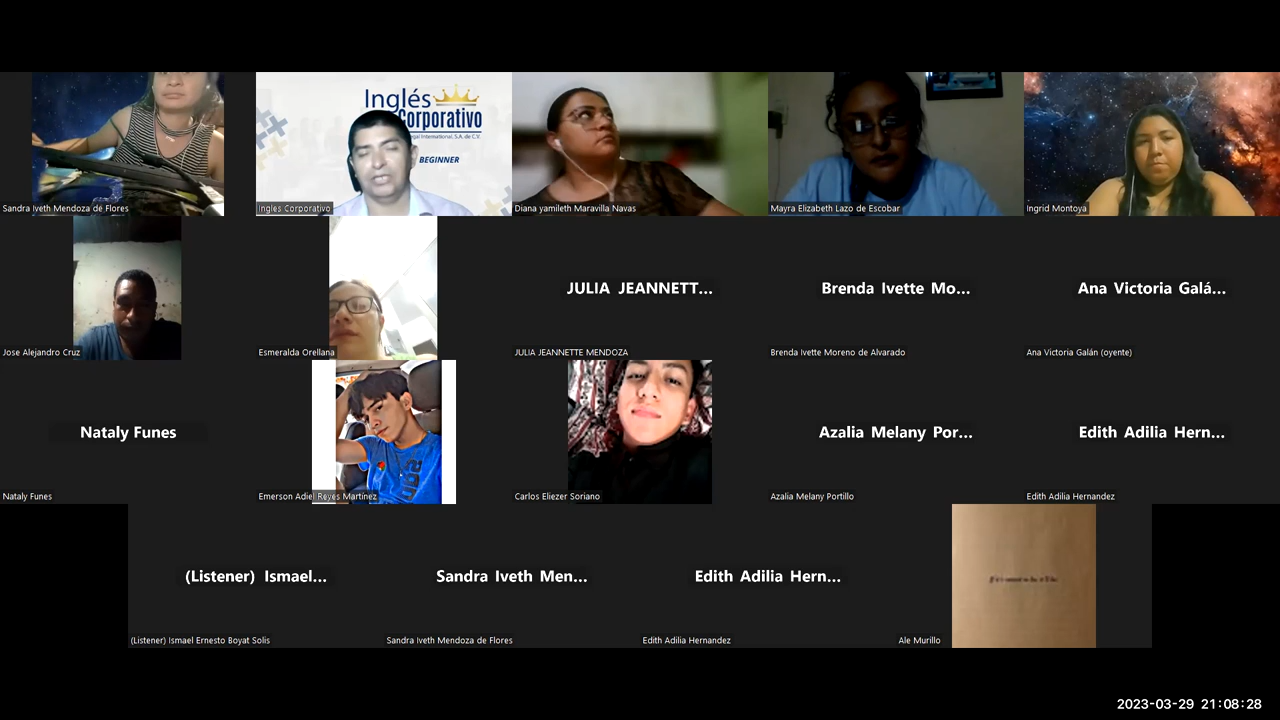 Inglés
Corporativo
egal International, S.A. de C.V.
BEGINNER
Sandra Iveth Mendoza de Flores
Ingles Corporativo
Diana yamileth Maravilla Navas
Mayra Elizabeth Lazo de Escobar
Ingrid Montoya
JULIA JEANNETT...
Brenda Ivette Mo...
Ana Victoria Galá...
Jose Alejandro Cruz
Esmeralda Orellana
JULIA JEANNETTE MENDOZA
Brenda Ivette Moreno de Alvarado
Ana Victoria Galán (oyente)
Nataly Funes
Azalia Melany Por...
Edith Adilia Hern...
Nataly Funes
Emerson Adiel Reyes Martínez
Carlos Eliezer Soriano
Azalia Melany Portillo
Edith Adilia Hernandez
(Listener) Ismael...
Sandra Iveth Men...
Edith Adilia Hern...
(Listener) Ismael Ernesto Boyat Solis
Sandra Iveth Mendoza de Flores
Edith Adilia Hernandez
Ale Murillo
2023-03-29 21:08:28